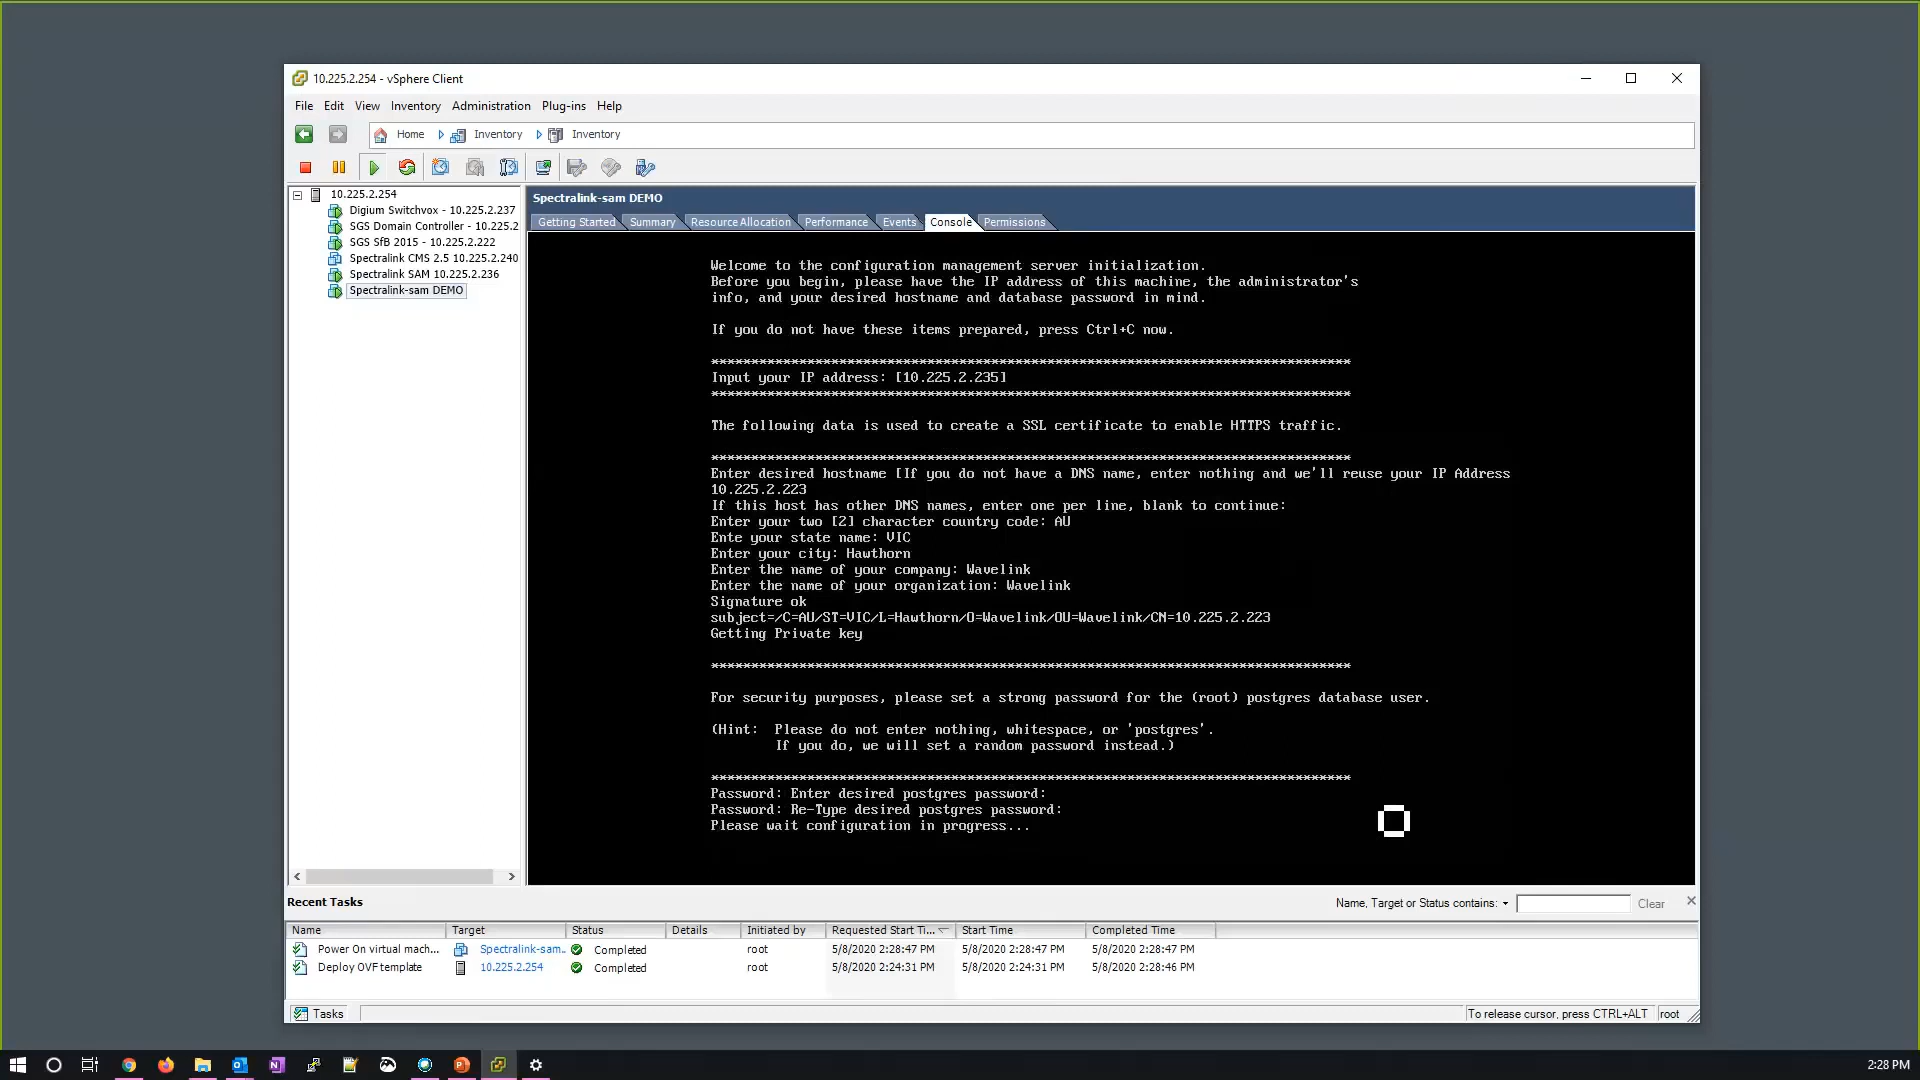 10.225.2.254 - vSphere Client
File Edit View Inventory Administration Plug-ins Help
Home Inventory Inventory
10.225.2.254
Digium Switchvox - 10.225.2.237
SGS Domain Controller - 10.225.2
SGS SfB 2015 - 10.225.2.222
Spectralink CMS 2.5 10.225.2.240
Spectralink SAM 10.225.2.236
Spectralink-sam DEMO
Spectralink-sam DEMO
Getting Started Summary Resource Allocation Performance Events Console Permissions
Welcome to the configuration management server initialization.
Before you begin, please have the IP address of this machine, the administrator's
info, and your desired hostname and database password in mind.
If you do not have these items prepared, press Ctrl+C now.
********************************************************************************
Input your IP address: [10.225.2.235]
********************************************************************************
The following data is used to create a SSL certificate to enable HTTPS traffic.
********************************************************************************
Enter desired hostname [If you do not have a DNS name, enter nothing and we'll reuse your IP Address
10.225.2.223
If this host has other DNS names, enter one per line, blank to continue:
Enter your two [2] character country code: AU
Ente your state name: VIC
Enter your city: Hawthorn
Enter the name of your company: Wavelink
Enter the name of your organization: Wavelink
Signature ok
subject=/C=AU/ST=VIC/L=Hawthorn/O=Wavelink/OU=Wavelink/CN=10.225.2.223
Getting Private key
********************************************************************************
For security purposes, please set a strong password for the (root) postgres database user.
(Hint: Please do not enter nothing, whitespace, or 'postgres'.
If you do, we will set a random password instead.)
********************************************************************************
Password: Enter desired postgres password:
Password: Re-Type desired postgres password:
Please wait configuration in progress...
Recent Tasks
Name, Target or Status contains: Clear
Name Target Status Details Initiated by Requested Start Ti... Start Time Completed Time
Power On virtual mach... Spectralink-sam.. Completed root 5/8/2020 2:28:47 PM 5/8/2020 2:28:47 PM 5/8/2020 2:28:47 PM
Deploy OVF template 10.225.2.254 Completed root 5/8/2020 2:24:31 PM 5/8/2020 2:24:31 PM 5/8/2020 2:28:46 PM
Tasks To release cursor, press CTRL+ALT root
2:28 PM